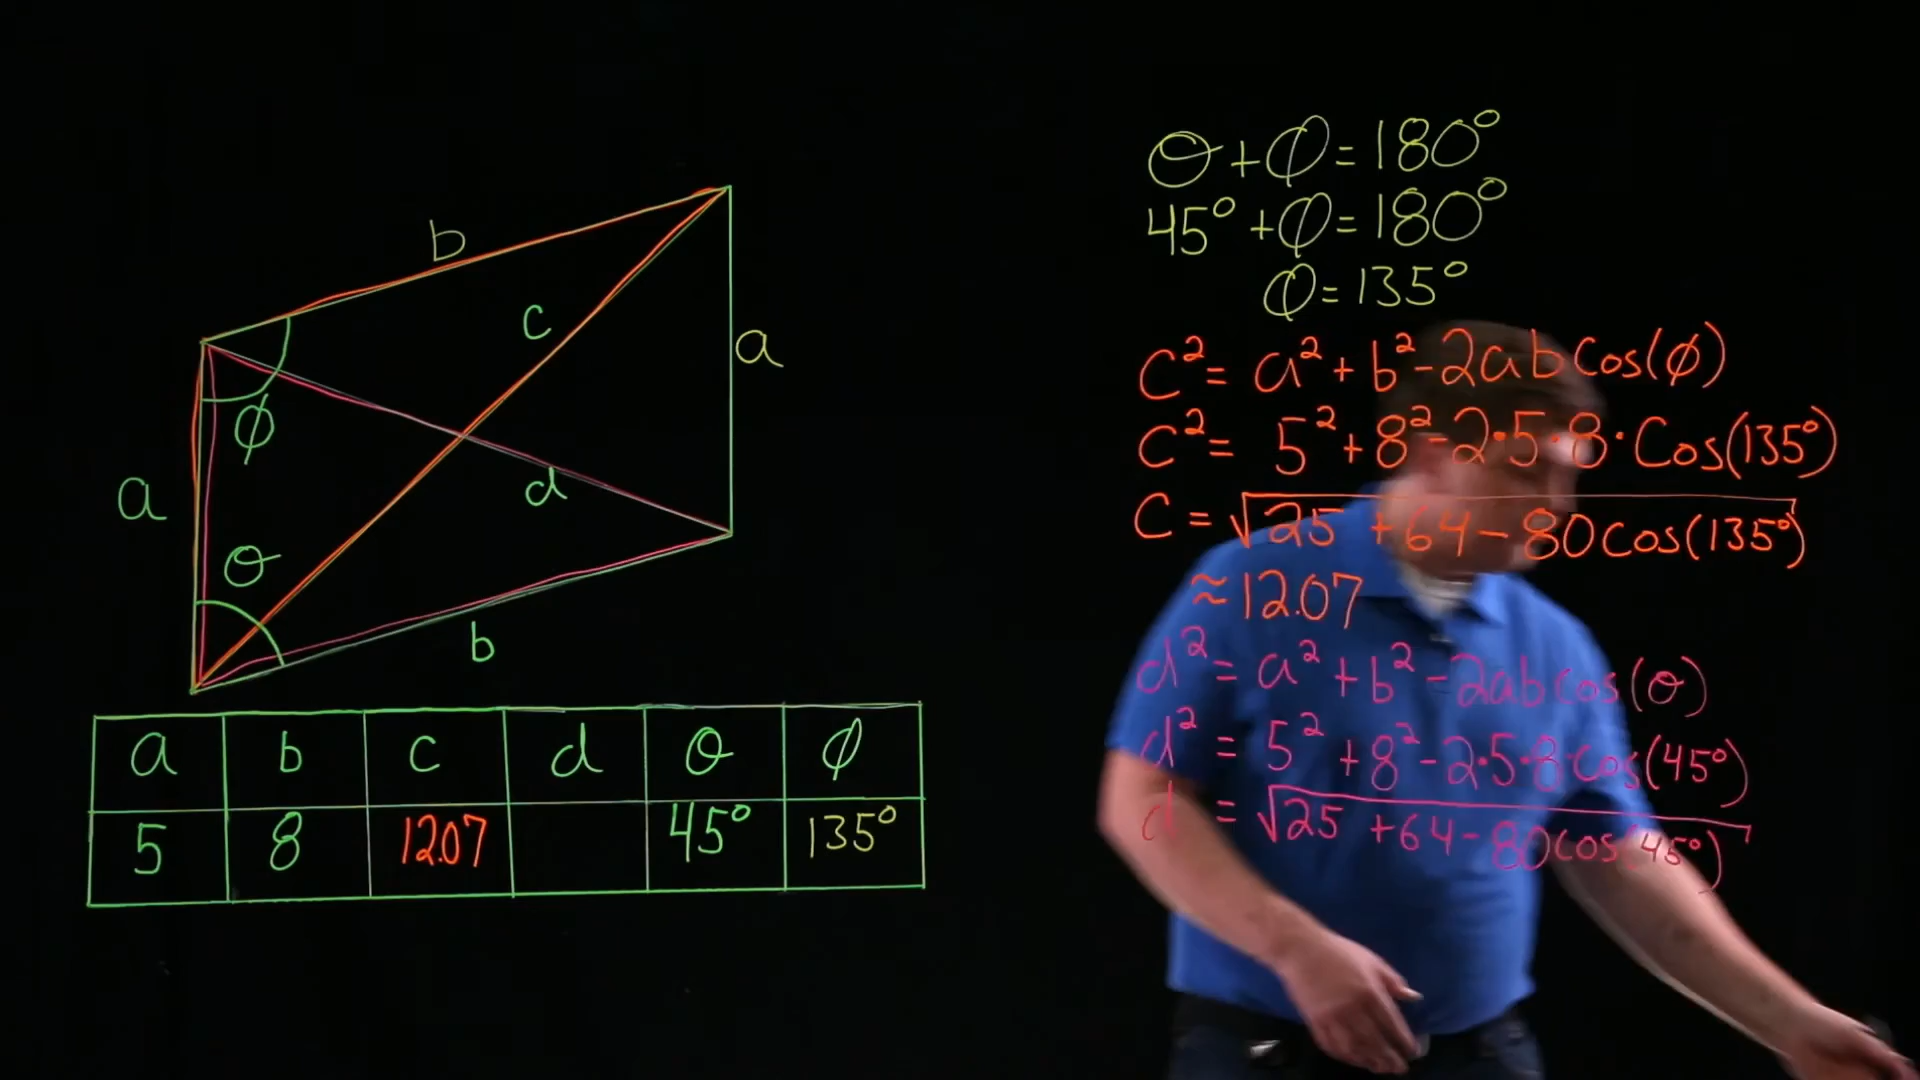 b
c
a
ϕ
a
d
θ
b
a b c d θ ϕ
5 8 12.07 45° 135°
θ + ϕ = 180°
45° + ϕ = 180°
ϕ = 135°
c² = a² + b² - 2ab cos(ϕ)
c² = 5² + 8² - 2·5·8·Cos(135°)
c = √25 + 64 - 80cos(135°)
≈ 12.07
d² = a² + b² - 2ab cos(θ)
d² = 5² + 8² - 2·5·8·cos(45°)
d = √25 + 64 - 80cos(45°)